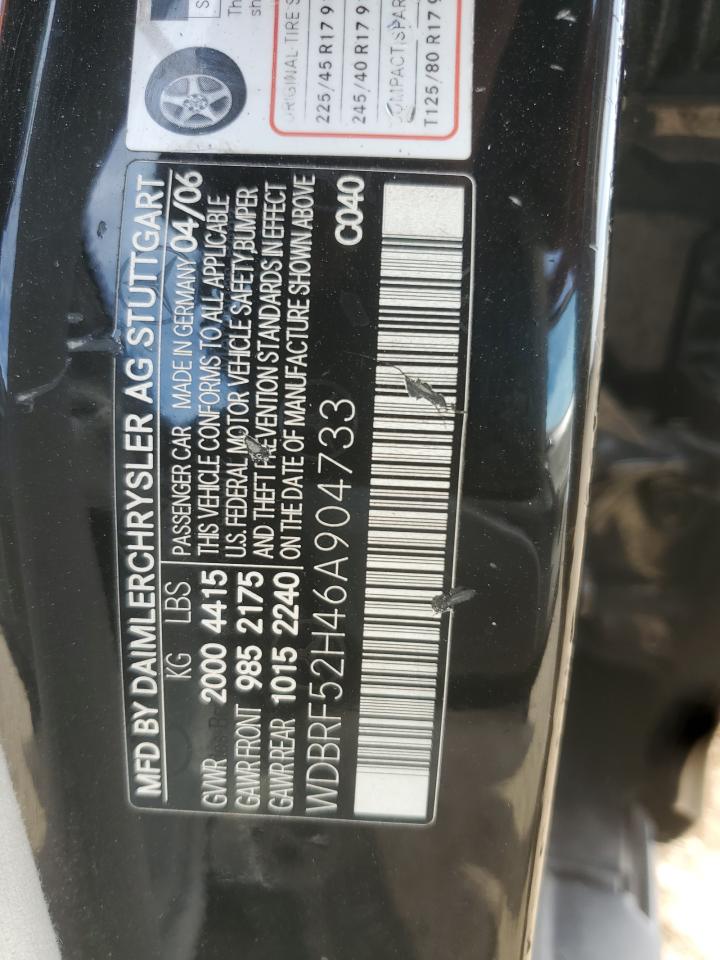 S
Th
sh
ORIGINAL TIRE S
225/45 R17 9
245/40 R17 9
COMPACT SPAR
T125/80 R17 9
MFD BY DAIMLERCHRYSLER AG STUTTGART
KG LBS PASSENGER CAR MADE IN GERMANY 04/06
GVWR 2000 4415 THIS VEHICLE CONFORMS TO ALL APPLICABLE
GAWR FRONT 985 2175 U.S. FEDERAL MOTOR VEHICLE SAFETY, BUMPER
GAWR REAR 1015 2240 AND THEFT PREVENTION STANDARDS IN EFFECT
ON THE DATE OF MANUFACTURE SHOWN ABOVE
WDBRF52H46A904733 C040